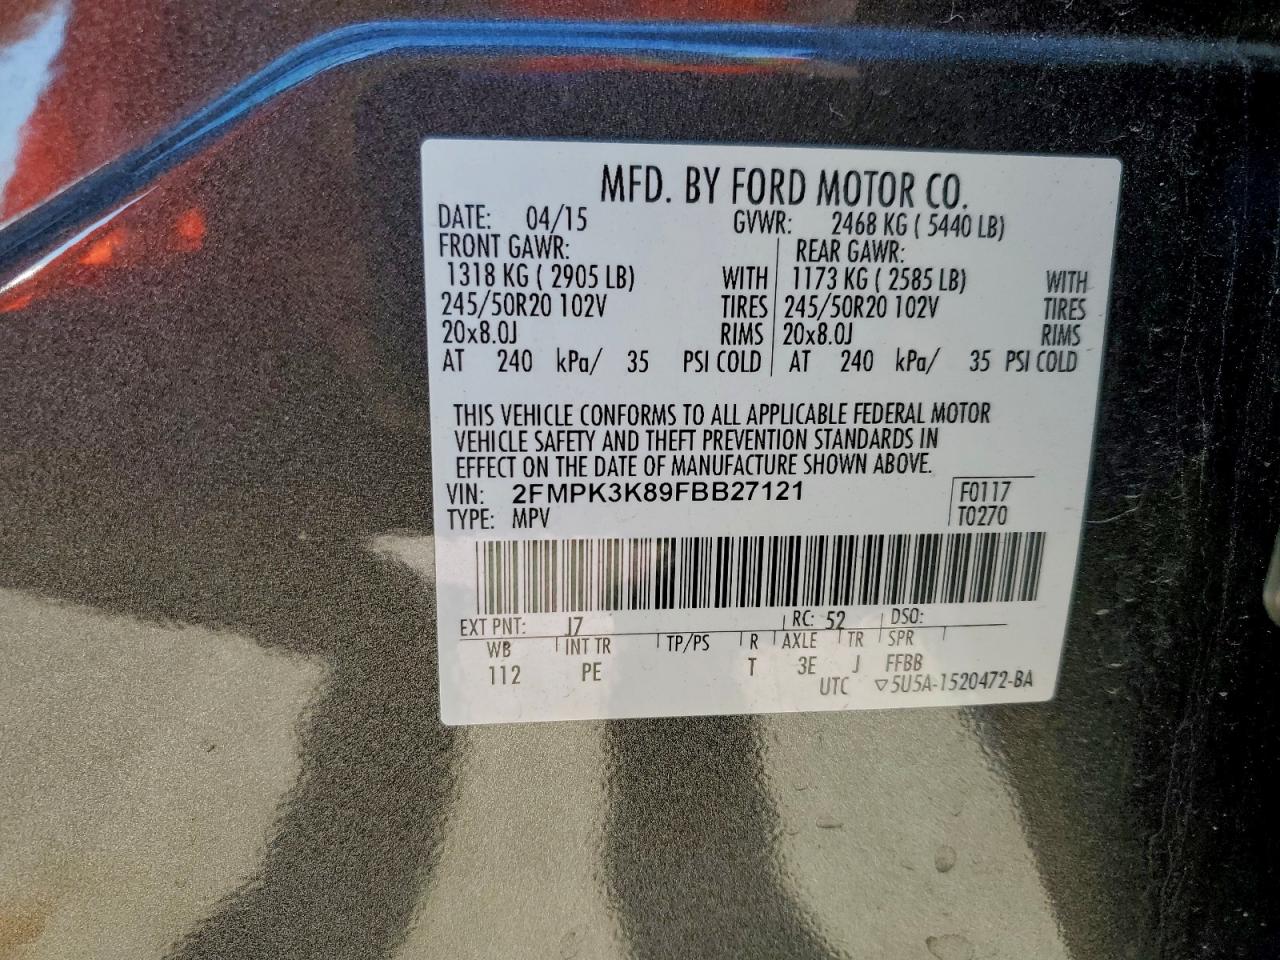 MFD. BY FORD MOTOR CO.
DATE: 04/15 GVWR: 2468 KG ( 5440 LB)
FRONT GAWR: REAR GAWR:
1318 KG ( 2905 LB) WITH 1173 KG ( 2585 LB) WITH
245/50R20 102V TIRES 245/50R20 102V TIRES
20x8.0J RIMS 20x8.0J RIMS
AT 240 kPa/ 35 PSI COLD AT 240 kPa/ 35 PSI COLD
THIS VEHICLE CONFORMS TO ALL APPLICABLE FEDERAL MOTOR
VEHICLE SAFETY AND THEFT PREVENTION STANDARDS IN
EFFECT ON THE DATE OF MANUFACTURE SHOWN ABOVE.
VIN: 2FMPK3K89FBB27121 F0117
TYPE: MPV T0270
EXT PNT: J7 RC: 52 DSO:
WB INT TR TP/PS R AXLE TR SPR
112 PE T 3E J FFBB
UTC ▽5U5A-1520472-BA